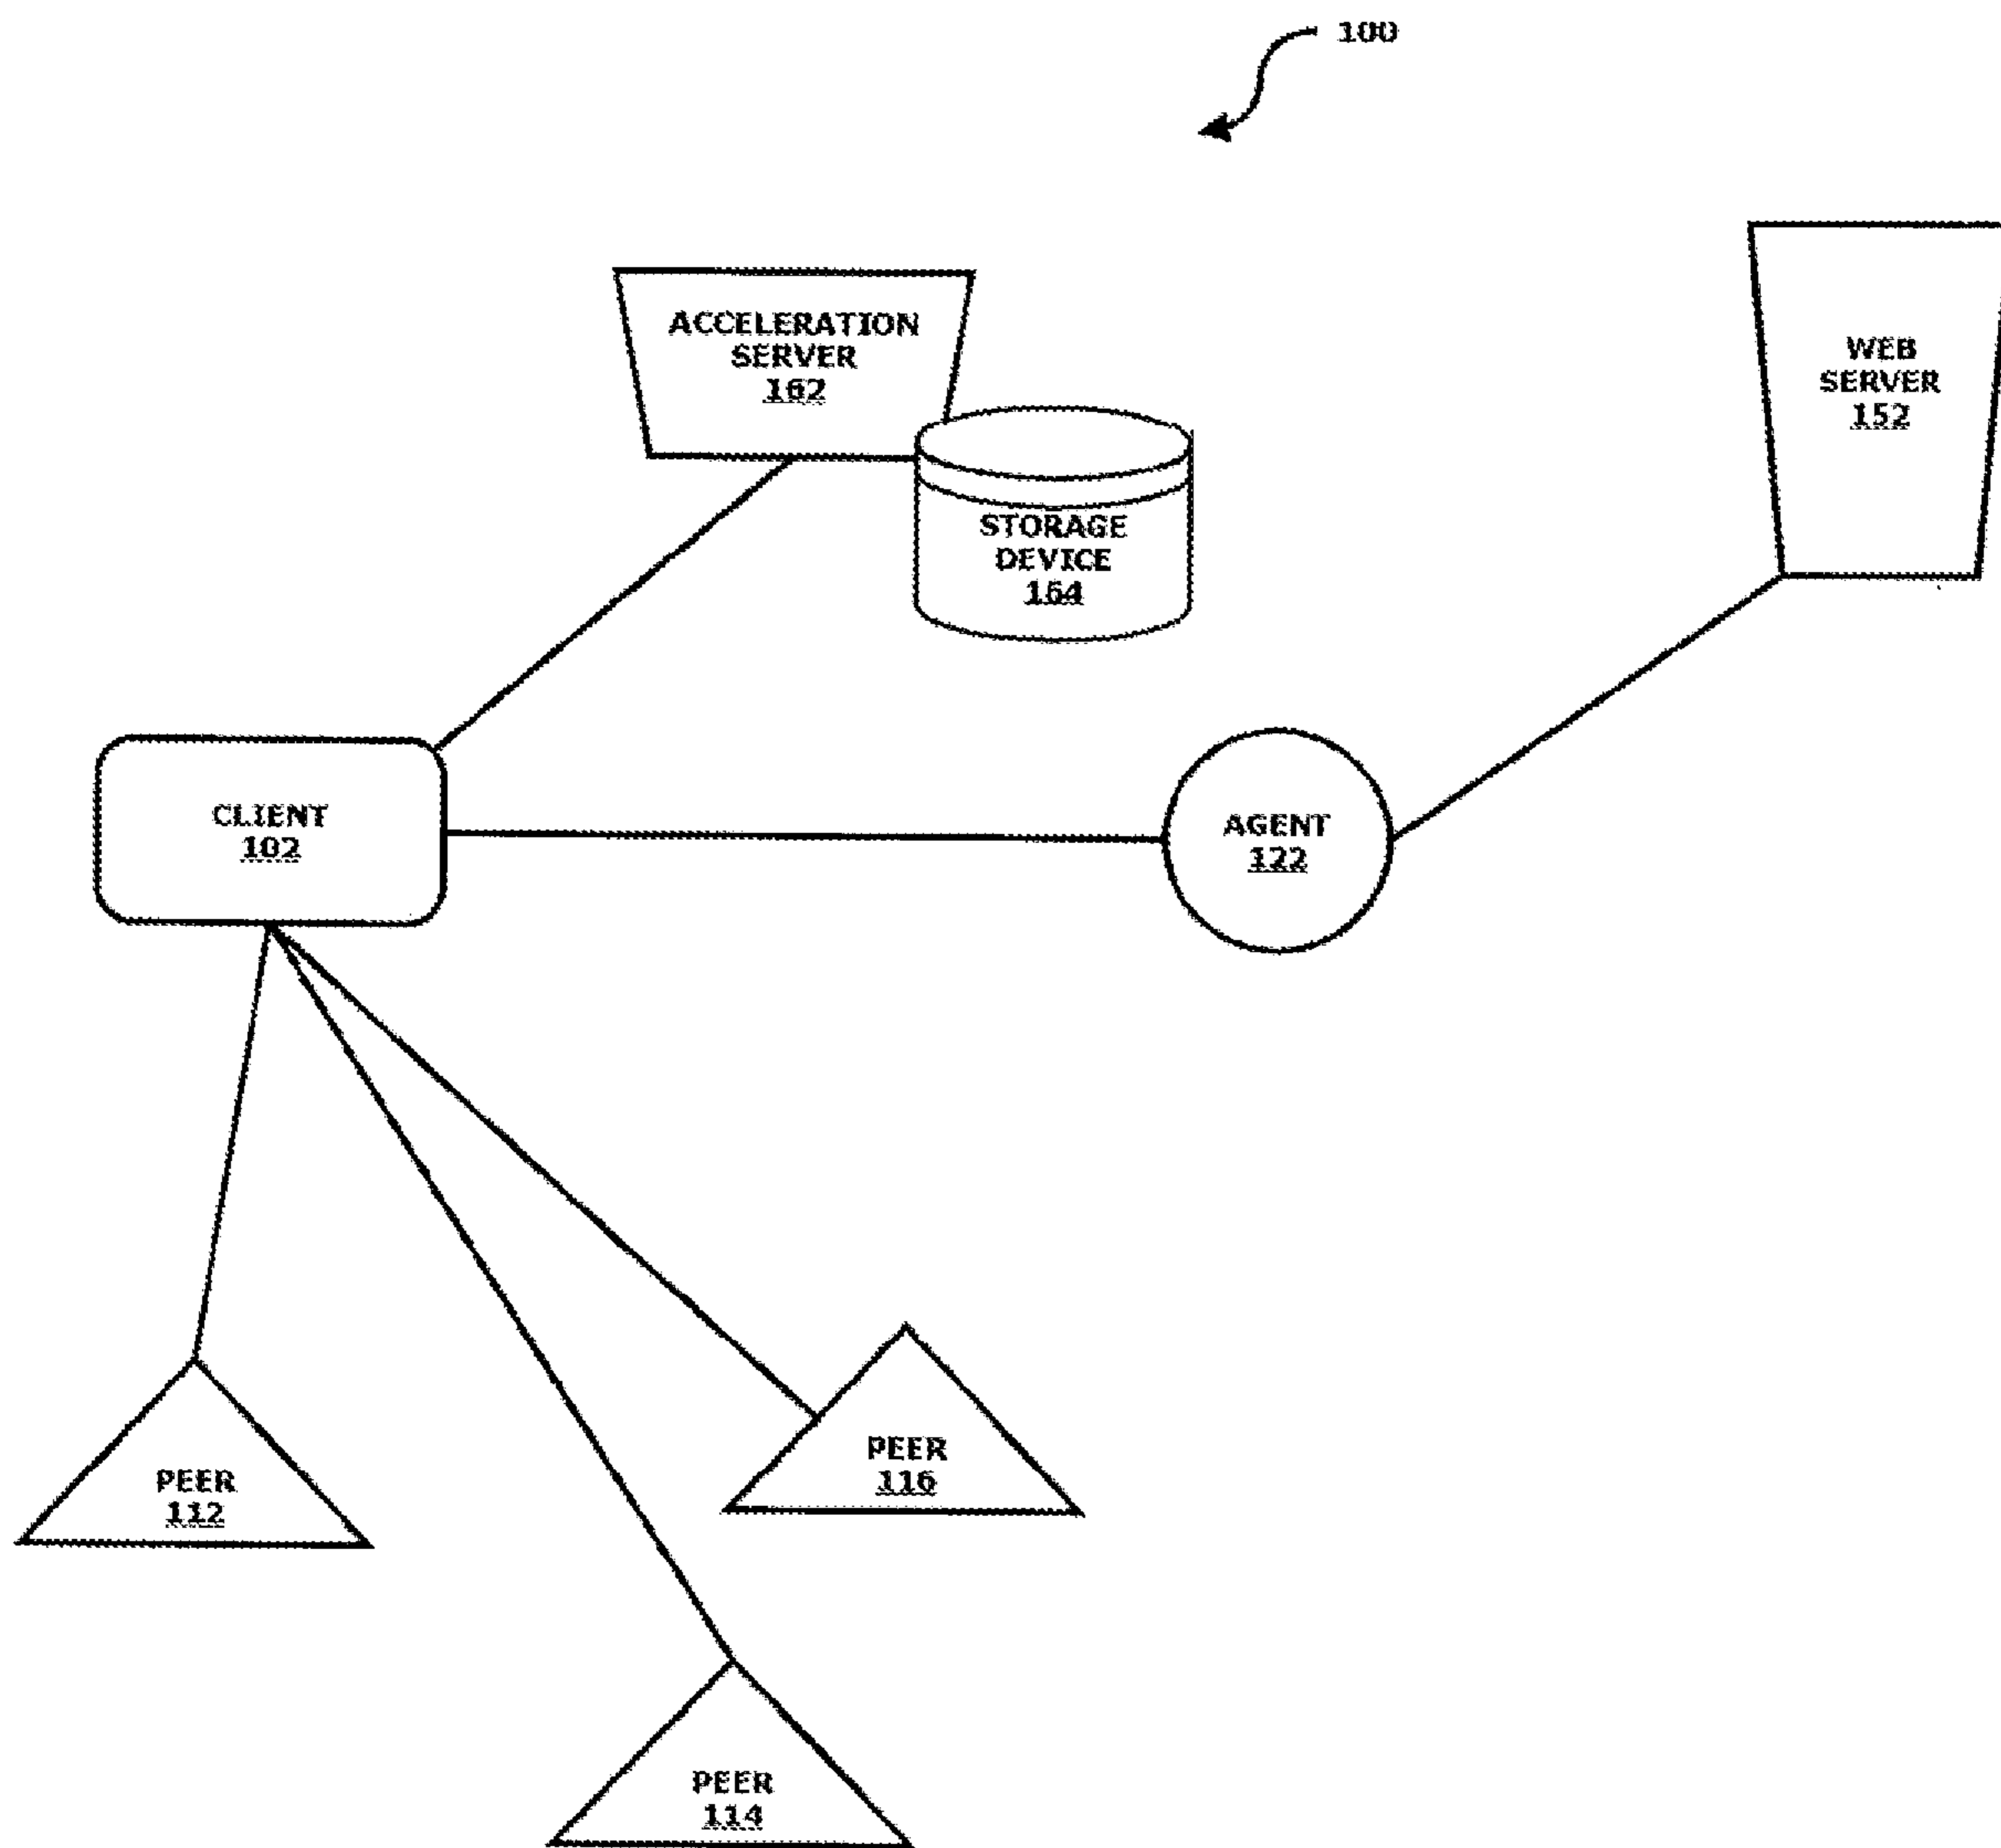 100
ACCELERATION
SERVER
162
WEB
SERVER
152
STORAGE
DEVICE
164
CLIENT
102
AGENT
122
PEER
116
PEER
112
PEER
114